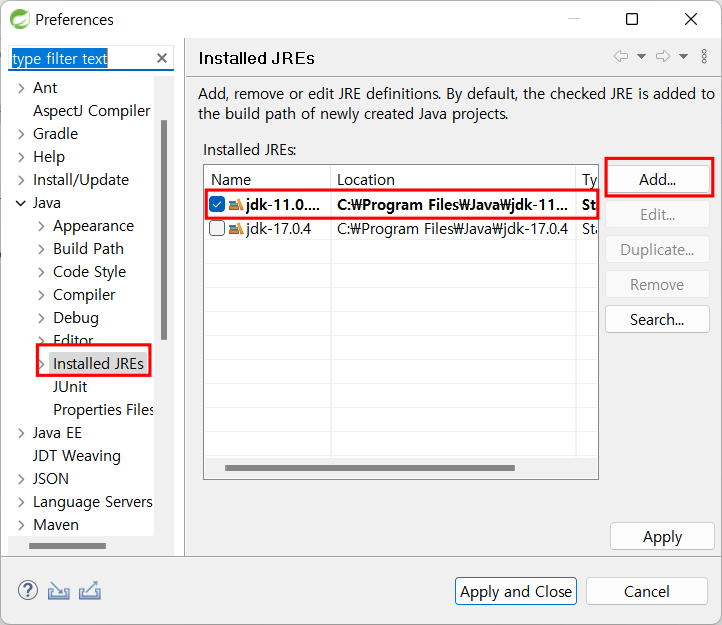 Preferences
type filter text
Ant
AspectJ Compiler
Gradle
Help
Install/Update
Java
Appearance
Build Path
Code Style
Compiler
Debug
Editor
Installed JREs
JUnit
Properties Files
Java EE
JDT Weaving
JSON
Language Servers
Maven
Installed JREs
Add, remove or edit JRE definitions. By default, the checked JRE is added to
the build path of newly created Java projects.
Installed JREs:
Name Location Ty
jdk-11.0.... C:₩Program Files₩Java₩jdk-11... Sta
jdk-17.0.4 C:₩Program Files₩Java₩jdk-17.0.4 Sta
Add...
Edit...
Duplicate...
Remove
Search...
Apply
Apply and Close Cancel